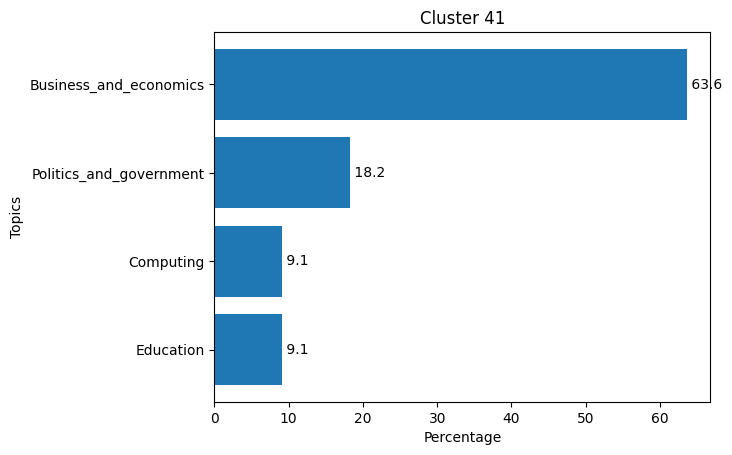 Cluster 41
Topics
Business_and_economics
63.6
Politics_and_government
18.2
Computing
9.1
Education
9.1
0 10 20 30 40 50 60
Percentage